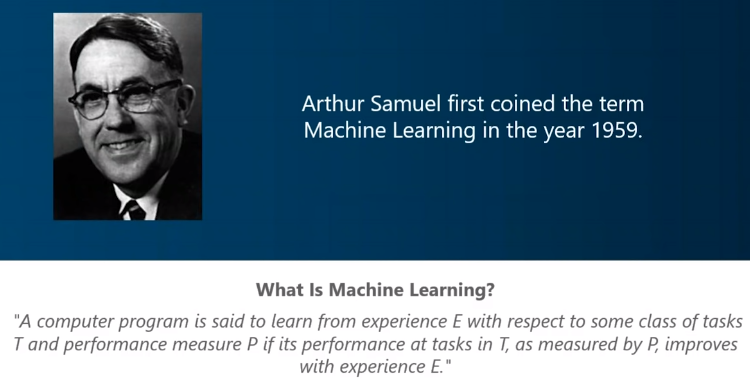 Arthur Samuel first coined the term
Machine Learning in the year 1959.
What Is Machine Learning?
"A computer program is said to learn from experience E with respect to some class of tasks
T and performance measure P if its performance at tasks in T, as measured by P, improves
with experience E."